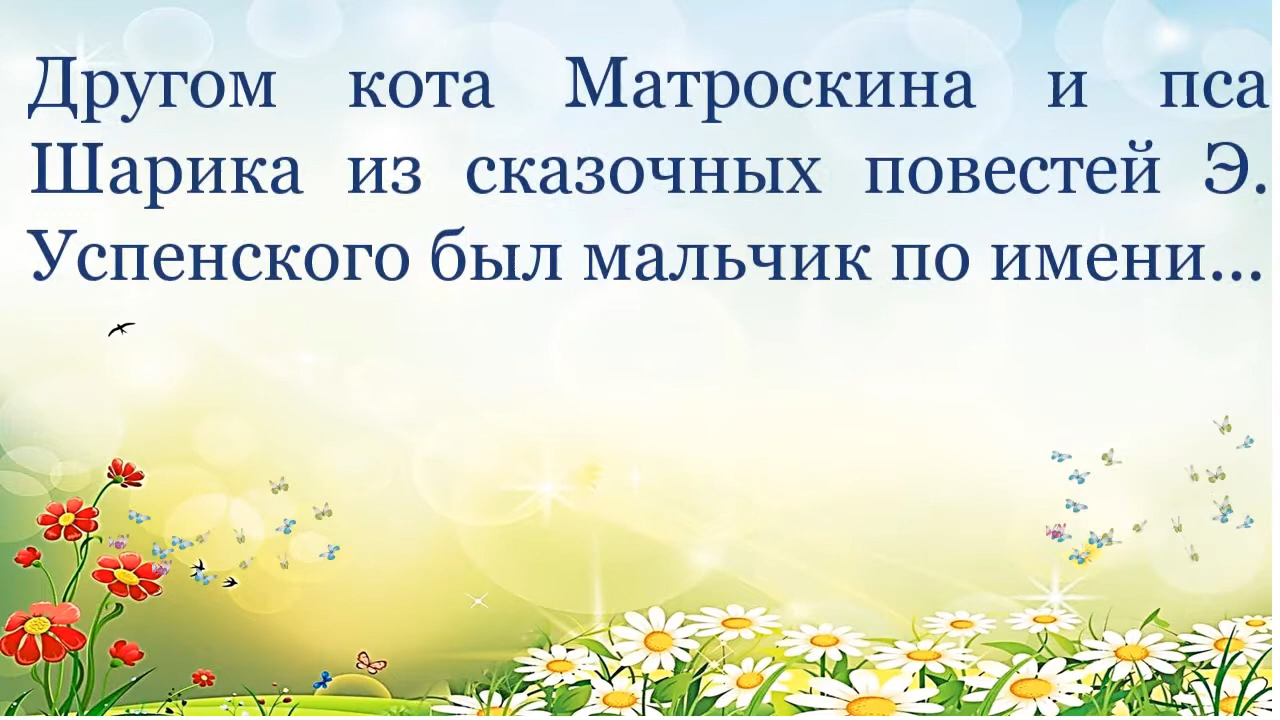 Другом кота Матроскина и пса
Шарика из сказочных повестей Э.
Успенского был мальчик по имени...